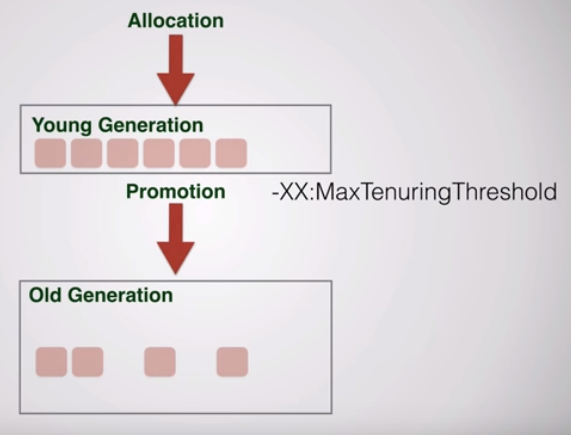 Allocation
Young Generation
Promotion
-XX:MaxTenuringThreshold
Old Generation